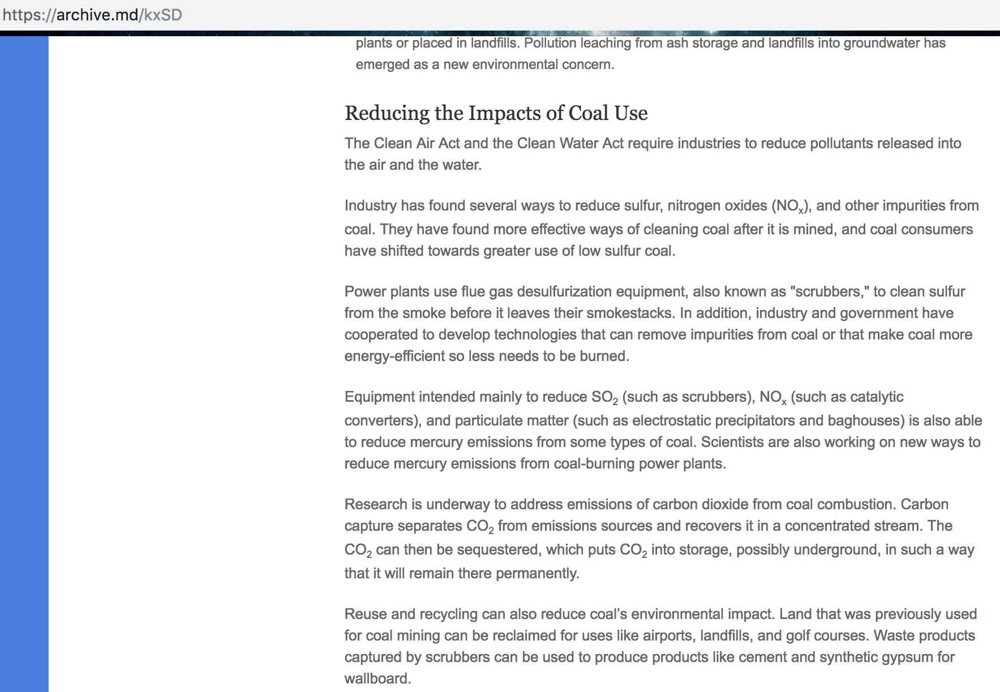 https://archive.md/kxSD
plants or placed in landfills. Pollution leaching from ash storage and landfills into groundwater has
emerged as a new environmental concern.
Reducing the Impacts of Coal Use
The Clean Air Act and the Clean Water Act require industries to reduce pollutants released into
the air and the water.
Industry has found several ways to reduce sulfur, nitrogen oxides (NOx), and other impurities from
coal. They have found more effective ways of cleaning coal after it is mined, and coal consumers
have shifted towards greater use of low sulfur coal.
Power plants use flue gas desulfurization equipment, also known as "scrubbers," to clean sulfur
from the smoke before it leaves their smokestacks. In addition, industry and government have
cooperated to develop technologies that can remove impurities from coal or that make coal more
energy-efficient so less needs to be burned.
Equipment intended mainly to reduce SO2 (such as scrubbers), NOx (such as catalytic
converters), and particulate matter (such as electrostatic precipitators and baghouses) is also able
to reduce mercury emissions from some types of coal. Scientists are also working on new ways to
reduce mercury emissions from coal-burning power plants.
Research is underway to address emissions of carbon dioxide from coal combustion. Carbon
capture separates CO2 from emissions sources and recovers it in a concentrated stream. The
CO2 can then be sequestered, which puts CO2 into storage, possibly underground, in such a way
that it will remain there permanently.
Reuse and recycling can also reduce coal’s environmental impact. Land that was previously used
for coal mining can be reclaimed for uses like airports, landfills, and golf courses. Waste products
captured by scrubbers can be used to produce products like cement and synthetic gypsum for
wallboard.